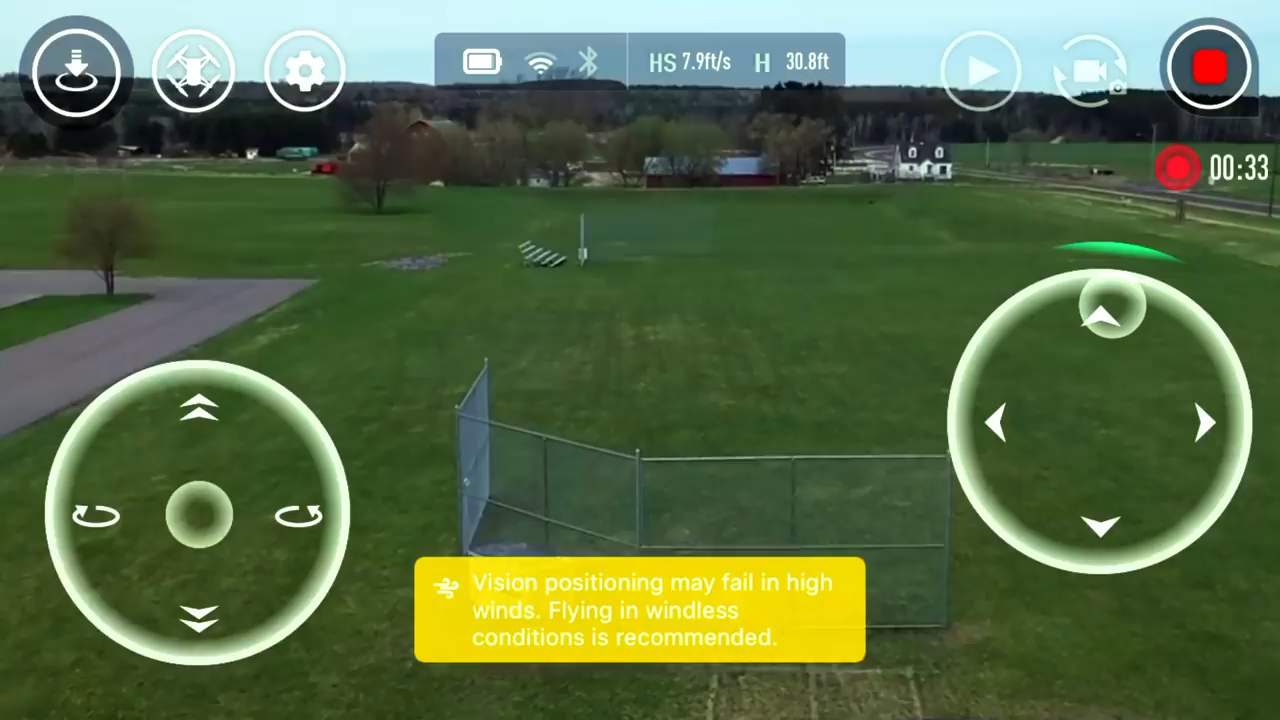 HS 7.9ft/s H 30.8ft
00:33
Vision positioning may fail in high
winds. Flying in windless
conditions is recommended.